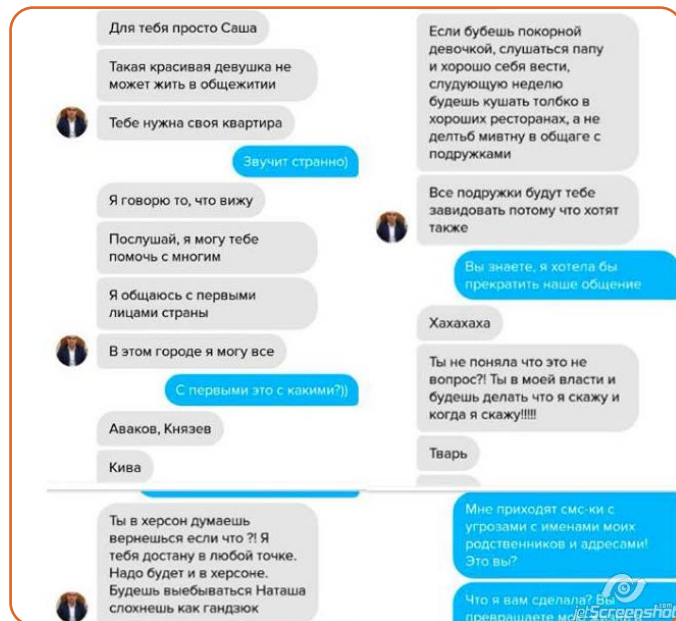 Для тебя просто Саша
Такая красивая девушка не
может жить в общежитии
Тебе нужна своя квартира
Звучит странно)
Я говорю то, что вижу
Послушай, я могу тебе
помочь с многим
Я общаюсь с первыми
лицами страны
В этом городе я могу все
С первыми это с какими?))
Аваков, Князев
Кива
Если бубешь покорной
девочкой, слушаться папу
и хорошо себя вести,
слудующую неделю
будешь кушать толбко в
хороших ресторанах, а не
делтьб мивтну в общаге с
подружками
Все подружки будут тебе
завидовать потому что хотят
также
Вы знаете, я хотела бы
прекратить наше общение
Хахахаха
Ты не поняла что это не
вопрос?! Ты в моей власти и
будешь делать что я скажу и
когда я скажу!!!!!
Тварь
Ты в херсон думаешь
вернешься если что ?! Я
тебя достану в любой точке.
Надо будет и в херсоне.
Будешь выебываться Наташа
слохнешь как гандзюк
Мне приходят смс-ки с
угрозами с именами моих
родственников и адресами!
Это вы?
Что я вам сделала? Вы
превращаете мою
jetScreenshot